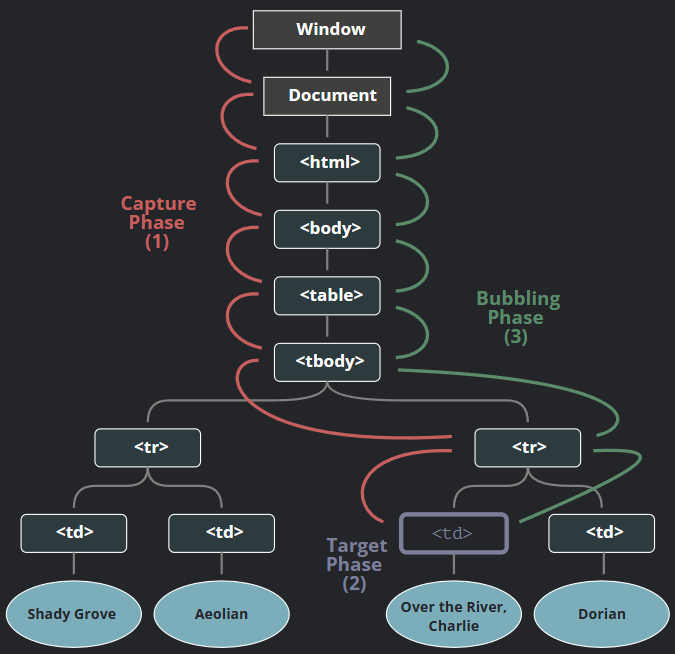 Window
Document
<html>
Capture
Phase
(1)
<body>
<table>
Bubbling
Phase
(3)
<tbody>
<tr>
<tr>
<td>
<td>
<td>
<td>
Target
Phase
(2)
Shady Grove
Aeolian
Over the River,
Charlie
Dorian